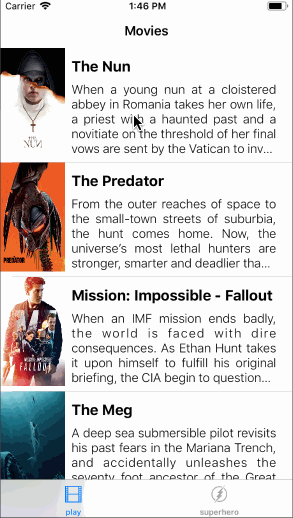 Carrier 1:46 PM
Movies
The Nun
When a young nun at a cloistered
abbey in Romania takes her own life,
a priest with a haunted past and a
novitiate on the threshold of her final
vows are sent by the Vatican to inv...
THE NUN
The Predator
From the outer reaches of space to
the small-town streets of suburbia,
the hunt comes home. Now, the
universe's most lethal hunters are
stronger, smarter and deadlier tha...
PREDATOR
Mission: Impossible - Fallout
When an IMF mission ends badly,
the world is faced with dire
consequences. As Ethan Hunt takes
it upon himself to fulfill his original
briefing, the CIA begin to question...
FALLOUT
The Meg
A deep sea submersible pilot revisits
his past fears in the Mariana Trench,
and accidentally unleashes the
seventy foot ancestor of the Great
play superhero